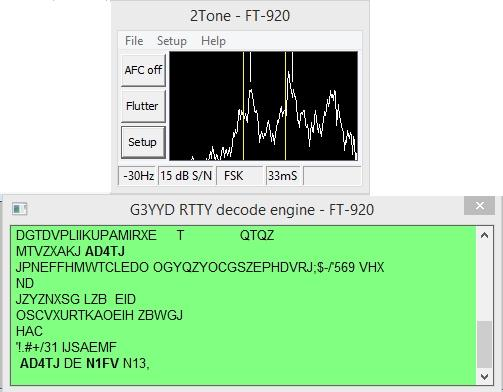 2Tone - FT-920
File Setup Help
AFC off
Flutter
Setup
-30Hz 15 dB S/N FSK 33mS
G3YYD RTTY decode engine - FT-920
DGTDVPLIIKUPAMIRXE T QTQZ
MTVZXAKJ AD4TJ
JPNEFFHMWTCLEDO OGYQZYOCGSZEPHDVRJ;$-/'569 VHX
ND
JZYZNXSG LZB EID
OSCVXURTKAOEIH ZBWGJ
HAC
'!.#+/31 IJSAEMF
AD4TJ DE N1FV N13,